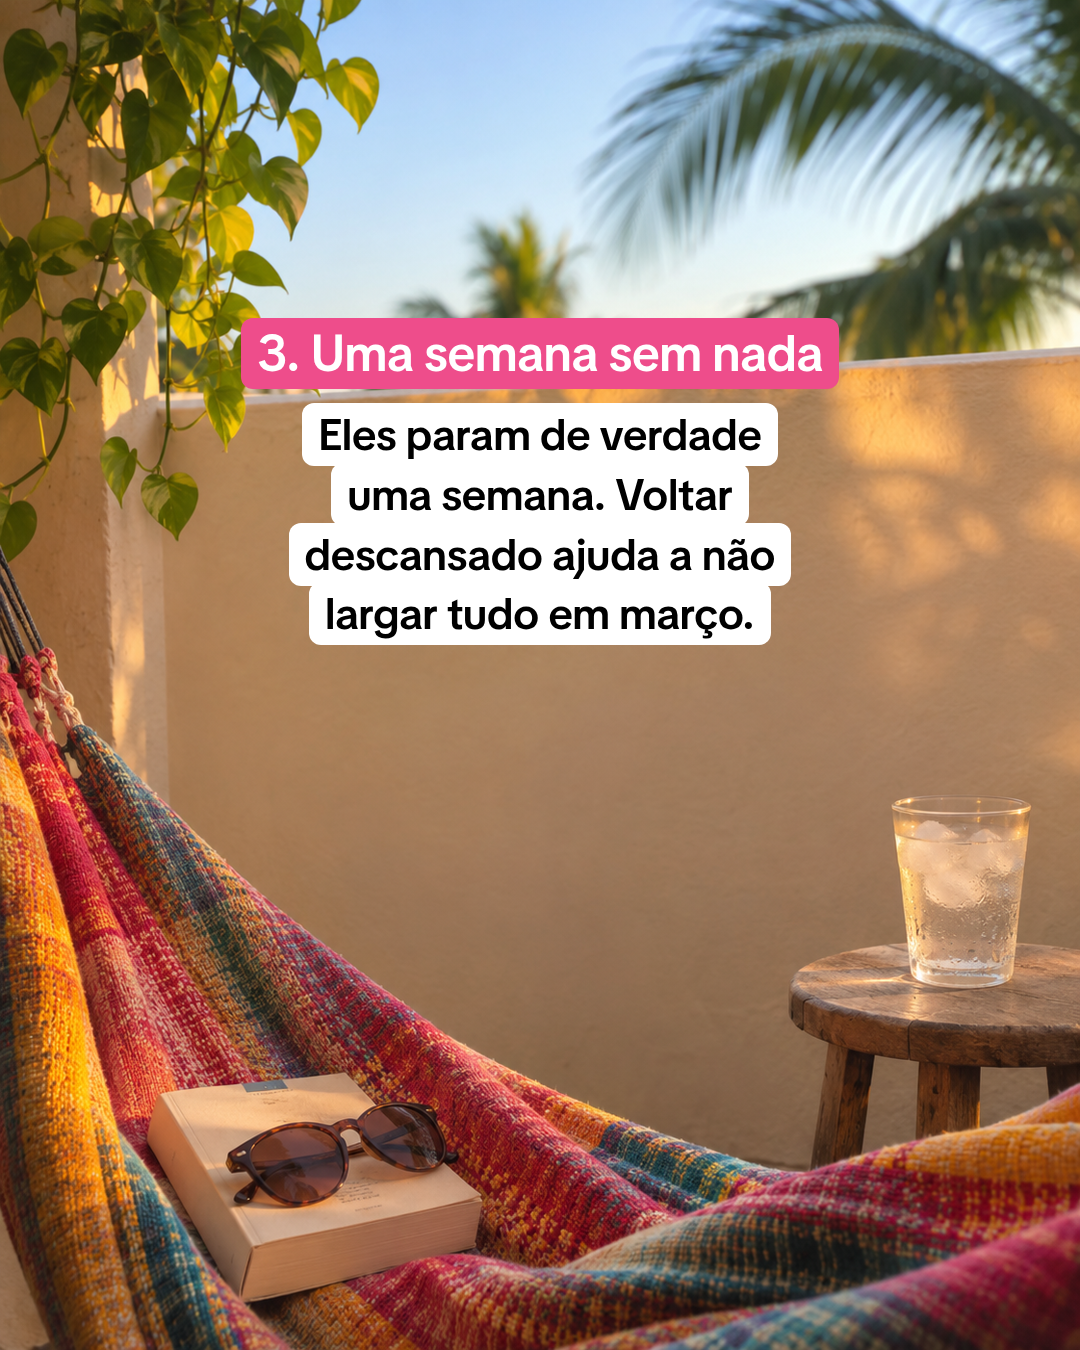 3. Uma semana sem nada
Eles param de verdade
uma semana. Voltar
descansado ajuda a não
largar tudo em março.